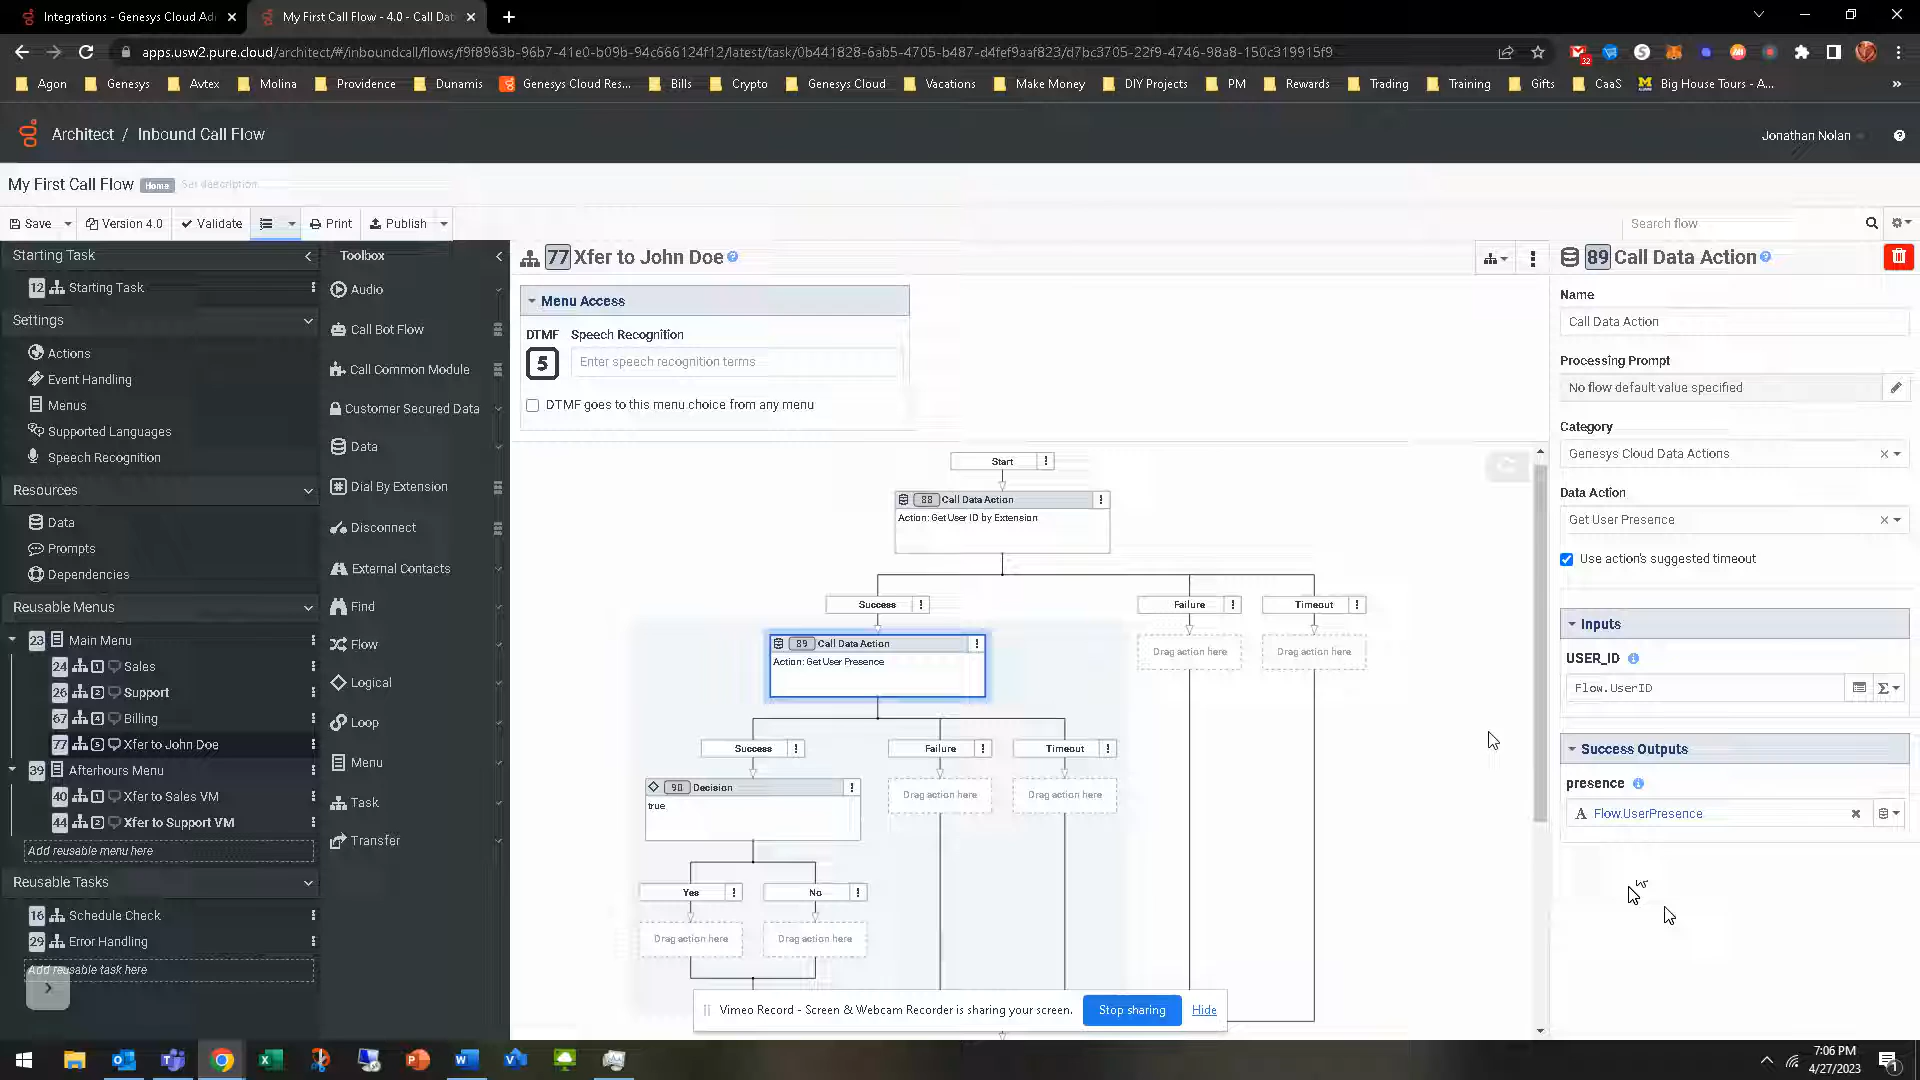 Integrations - Genesys Cloud Ad
My First Call Flow - 4.0 - Call Dat
apps.usw2.pure.cloud/architect/#/inboundcall/flows/f9f8963b-96b7-41e0-b09b-94c666124f12/latest/task/0b441828-6ab5-4705-b487-d4fef9aaf823/d7bc3705-22f9-4746-98a8-150c319915f9
32
Agon
Genesys
Avtex
Molina
Providence
Dunamis
Genesys Cloud Res...
Bills
Crypto
Genesys Cloud
Vacations
Make Money
DIY Projects
PM
Rewards
Trading
Training
Gifts
CaaS
Big House Tours - A...
Architect / Inbound Call Flow
Jonathan Nolan
My First Call Flow Home Set description...
Save
Version 4.0
Validate
Print
Publish
Search flow
Starting Task
12 Starting Task
Settings
Actions
Event Handling
Menus
Supported Languages
Speech Recognition
Resources
Data
Prompts
Dependencies
Reusable Menus
23 Main Menu
24 1 Sales
26 2 Support
67 4 Billing
77 5 Xfer to John Doe
39 Afterhours Menu
40 1 Xfer to Sales VM
44 2 Xfer to Support VM
Add reusable menu here
Reusable Tasks
16 Schedule Check
29 Error Handling
Add reusable task here
Toolbox
Audio
Call Bot Flow
Call Common Module
Customer Secured Data
Data
Dial By Extension
Disconnect
External Contacts
Find
Flow
Logical
Loop
Menu
Task
Transfer
77 Xfer to John Doe
Menu Access
DTMF Speech Recognition
5 Enter speech recognition terms
DTMF goes to this menu choice from any menu
Start
88 Call Data Action
Action: Get User ID by Extension
Success
Failure
Timeout
89 Call Data Action
Action: Get User Presence
Drag action here
Drag action here
Success
Failure
Timeout
90 Decision
true
Drag action here
Drag action here
Yes
No
Drag action here
Drag action here
Vimeo Record - Screen & Webcam Recorder is sharing your screen.
Stop sharing
Hide
89 Call Data Action
Name
Call Data Action
Processing Prompt
No flow default value specified
Category
Genesys Cloud Data Actions
Data Action
Get User Presence
Use action's suggested timeout
Inputs
USER_ID
Flow.UserID
Success Outputs
presence
Flow.UserPresence
7:06 PM
4/27/2023
1